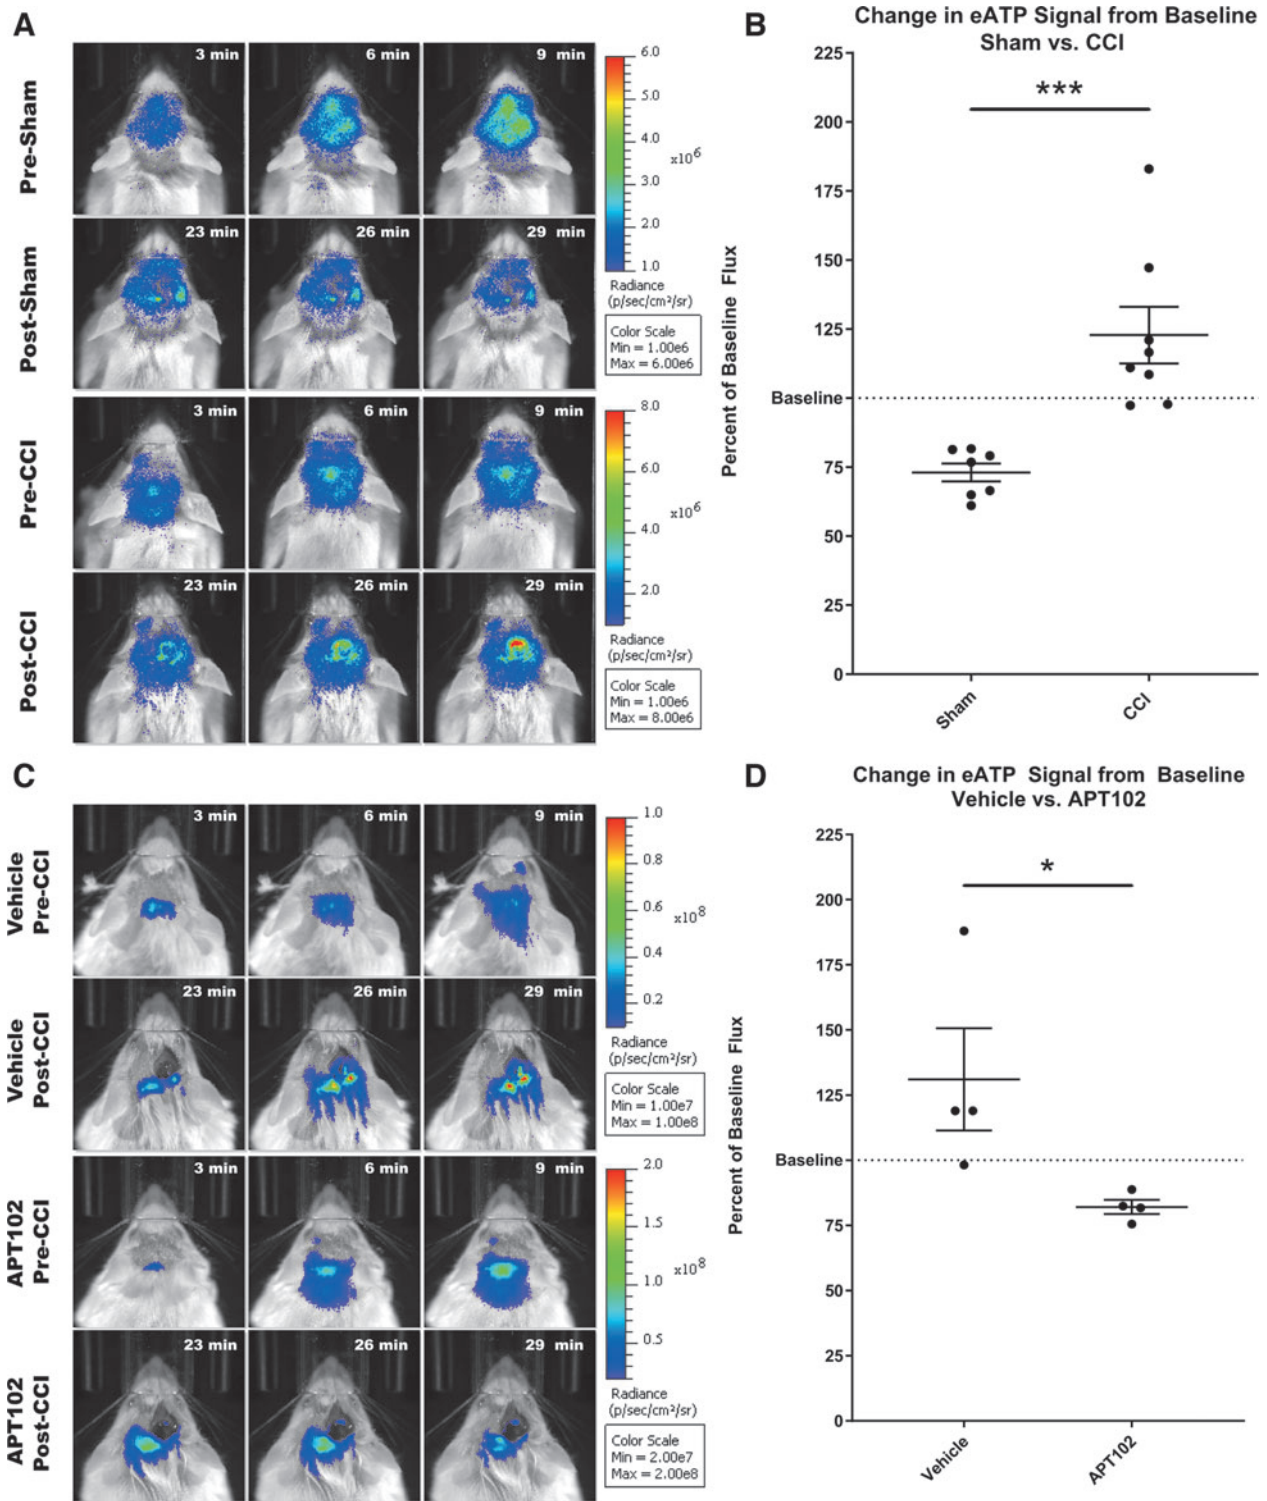 A
Pre-Sham
3 min
6 min
9 min
Post-Sham
23 min
26 min
29 min
6.0
5.0
4.0
x10⁶
3.0
2.0
1.0
Radiance
(p/sec/cm²/sr)
Color Scale
Min = 1.00e6
Max = 6.00e6
Pre-CCI
3 min
6 min
9 min
Post-CCI
23 min
26 min
29 min
8.0
6.0
x10⁶
4.0
2.0
Radiance
(p/sec/cm²/sr)
Color Scale
Min = 1.00e6
Max = 8.00e6
B
Change in eATP Signal from Baseline
Sham vs. CCI
Percent of Baseline Flux
225
200
175
150
125
Baseline
75
50
25
0
***
Sham
CCI
C
Vehicle
Pre-CCI
3 min
6 min
9 min
Vehicle
Post-CCI
23 min
26 min
29 min
1.0
0.8
0.6
x10⁸
0.4
0.2
Radiance
(p/sec/cm²/sr)
Color Scale
Min = 1.00e7
Max = 1.00e8
APT102
Pre-CCI
3 min
6 min
9 min
APT102
Post-CCI
23 min
26 min
29 min
2.0
1.5
1.0
x10⁸
0.5
Radiance
(p/sec/cm²/sr)
Color Scale
Min = 2.00e7
Max = 2.00e8
D
Change in eATP Signal from Baseline
Vehicle vs. APT102
Percent of Baseline Flux
225
200
175
150
125
Baseline
75
50
25
0
*
Vehicle
APT102